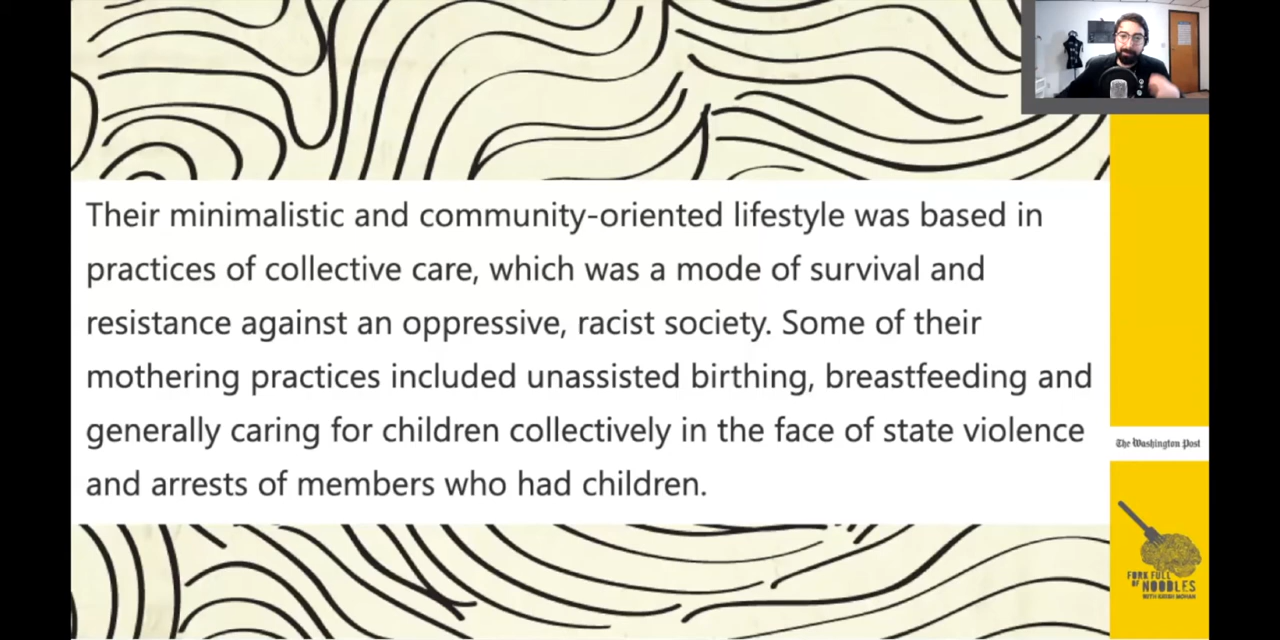 Their minimalistic and community-oriented lifestyle was based in
practices of collective care, which was a mode of survival and
resistance against an oppressive, racist society. Some of their
mothering practices included unassisted birthing, breastfeeding and
generally caring for children collectively in the face of state violence
and arrests of members who had children.
The Washington Post
FORK FULL
OF NOODLES